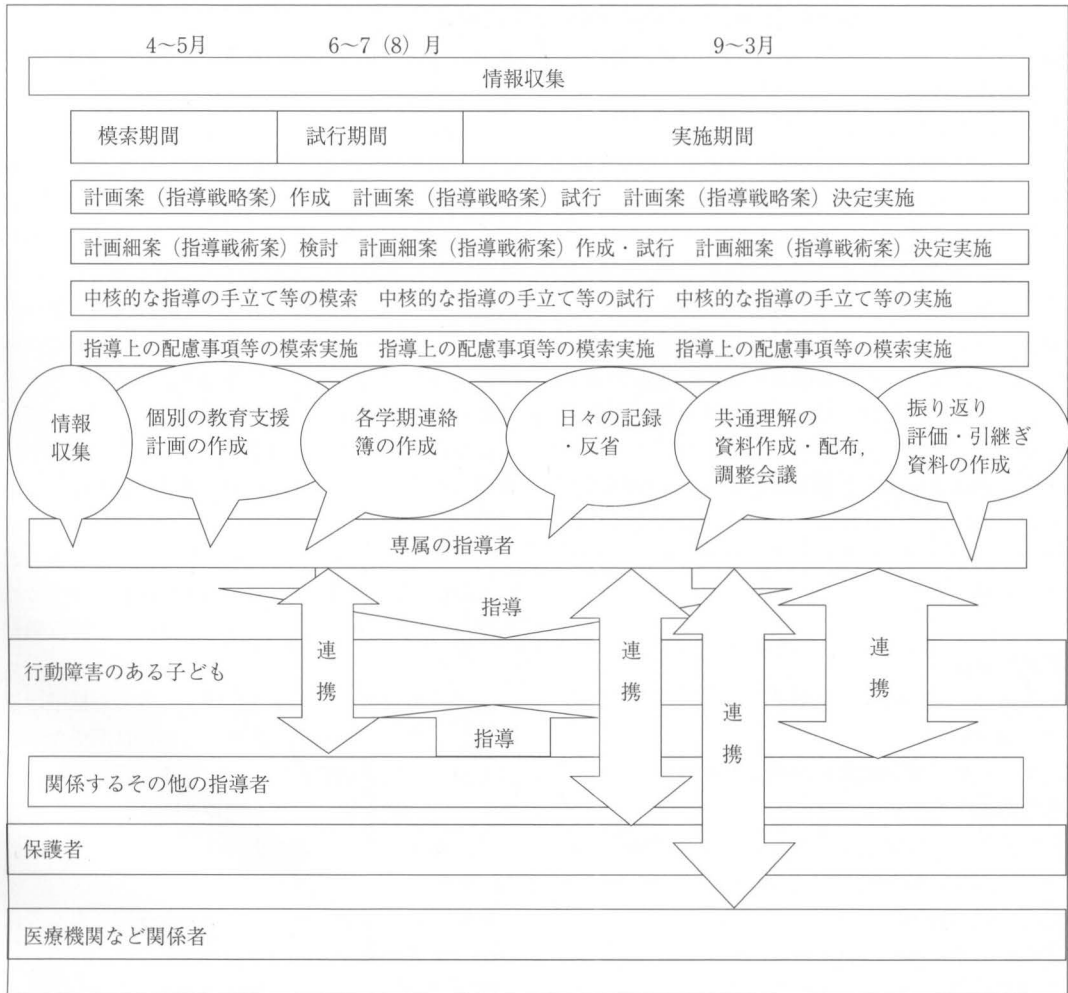 4〜5月 6〜7（8）月 9〜3月
情報収集
模索期間 試行期間 実施期間
計画案（指導戦略案）作成 計画案（指導戦略案）試行 計画案（指導戦略案）決定実施
計画細案（指導戦術案）検討 計画細案（指導戦術案）作成・試行 計画細案（指導戦術案）決定実施
中核的な指導の手立て等の模索 中核的な指導の手立て等の試行 中核的な指導の手立て等の実施
指導上の配慮事項等の模索実施 指導上の配慮事項等の模索実施 指導上の配慮事項等の模索実施
情報
収集
個別の教育支援
計画の作成
各学期連絡
簿の作成
日々の記録
・反省
共通理解の
資料作成・配布，
調整会議
振り返り
評価・引継ぎ
資料の作成
専属の指導者
指導
連携
連携
連携
連携
行動障害のある子ども
指導
関係するその他の指導者
保護者
医療機関など関係者